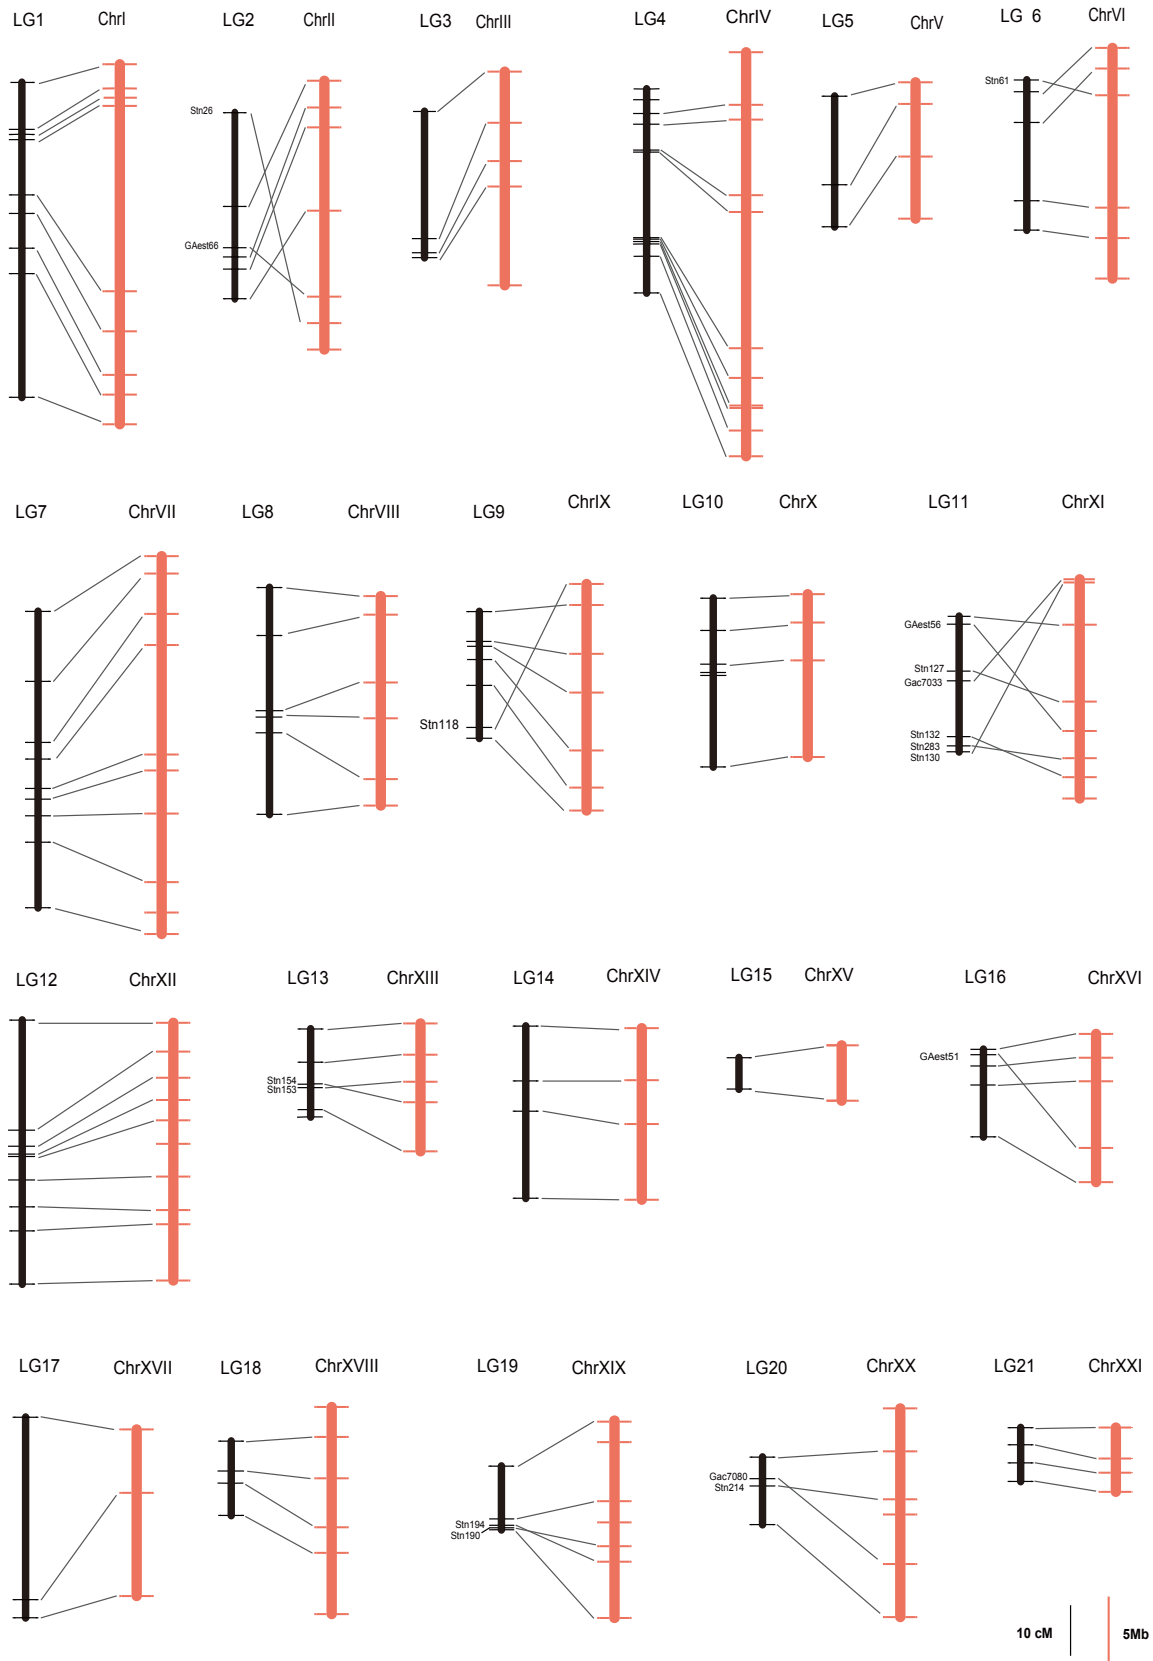 LG1 ChrI LG2 ChrII LG3 ChrIII LG4 ChrIV LG5 ChrV LG 6 ChrVI
Stn61
Stn26
GAest66
LG7 ChrVII LG8 ChrVIII LG9 ChrIX LG10 ChrX LG11 ChrXI
GAest56
Stn127
Gac7033
Stn118
Stn132
Stn283
Stn130
LG12 ChrXII LG13 ChrXIII LG14 ChrXIV LG15 ChrXV LG16 ChrXVI
GAest51
Stn154
Stn153
LG17 ChrXVII LG18 ChrXVIII LG19 ChrXIX LG20 ChrXX LG21 ChrXXI
Gac7080
Stn214
Stn194
Stn190
10 cM 5Mb